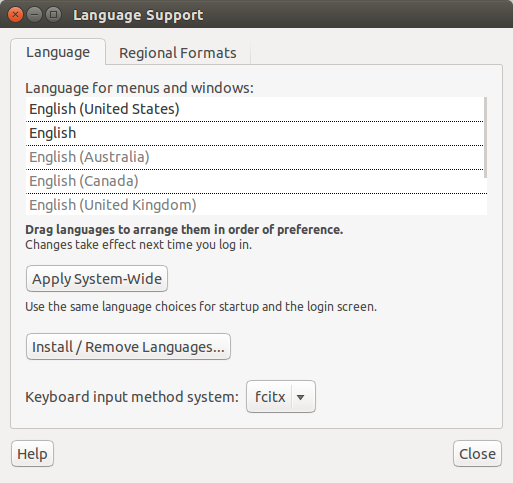 Language Support
Language
Regional Formats
Language for menus and windows:
English (United States)
English
English (Australia)
English (Canada)
English (United Kingdom)
Drag languages to arrange them in order of preference.
Changes take effect next time you log in.
Apply System-Wide
Use the same language choices for startup and the login screen.
Install / Remove Languages...
Keyboard input method system: fcitx
Help
Close